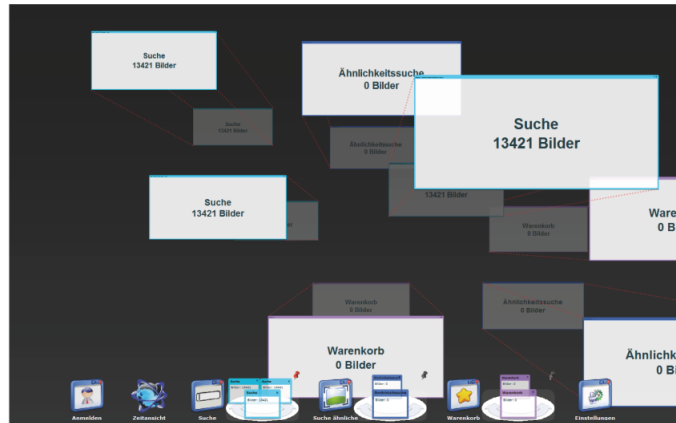 Suche
13421 Bilder
Ähnlichkeitssuche
0 Bilder
Suche
13421 Bilder
Suche
13421 Bilder
Ähnlichkeitssuche
0 Bilder
13421 Bilder
Suche
13421 Bilder
Ware
0 B
Warenkorb
0 Bilder
Warenkorb
0 Bilder
Ähnlichkeitssuche
0 Bilder
Warenkorb
0 Bilder
Ähnlichk
0 B
Anmelden
Zeitansicht
Suche
Suche Ähnliche
Warenkorb
Einstellungen